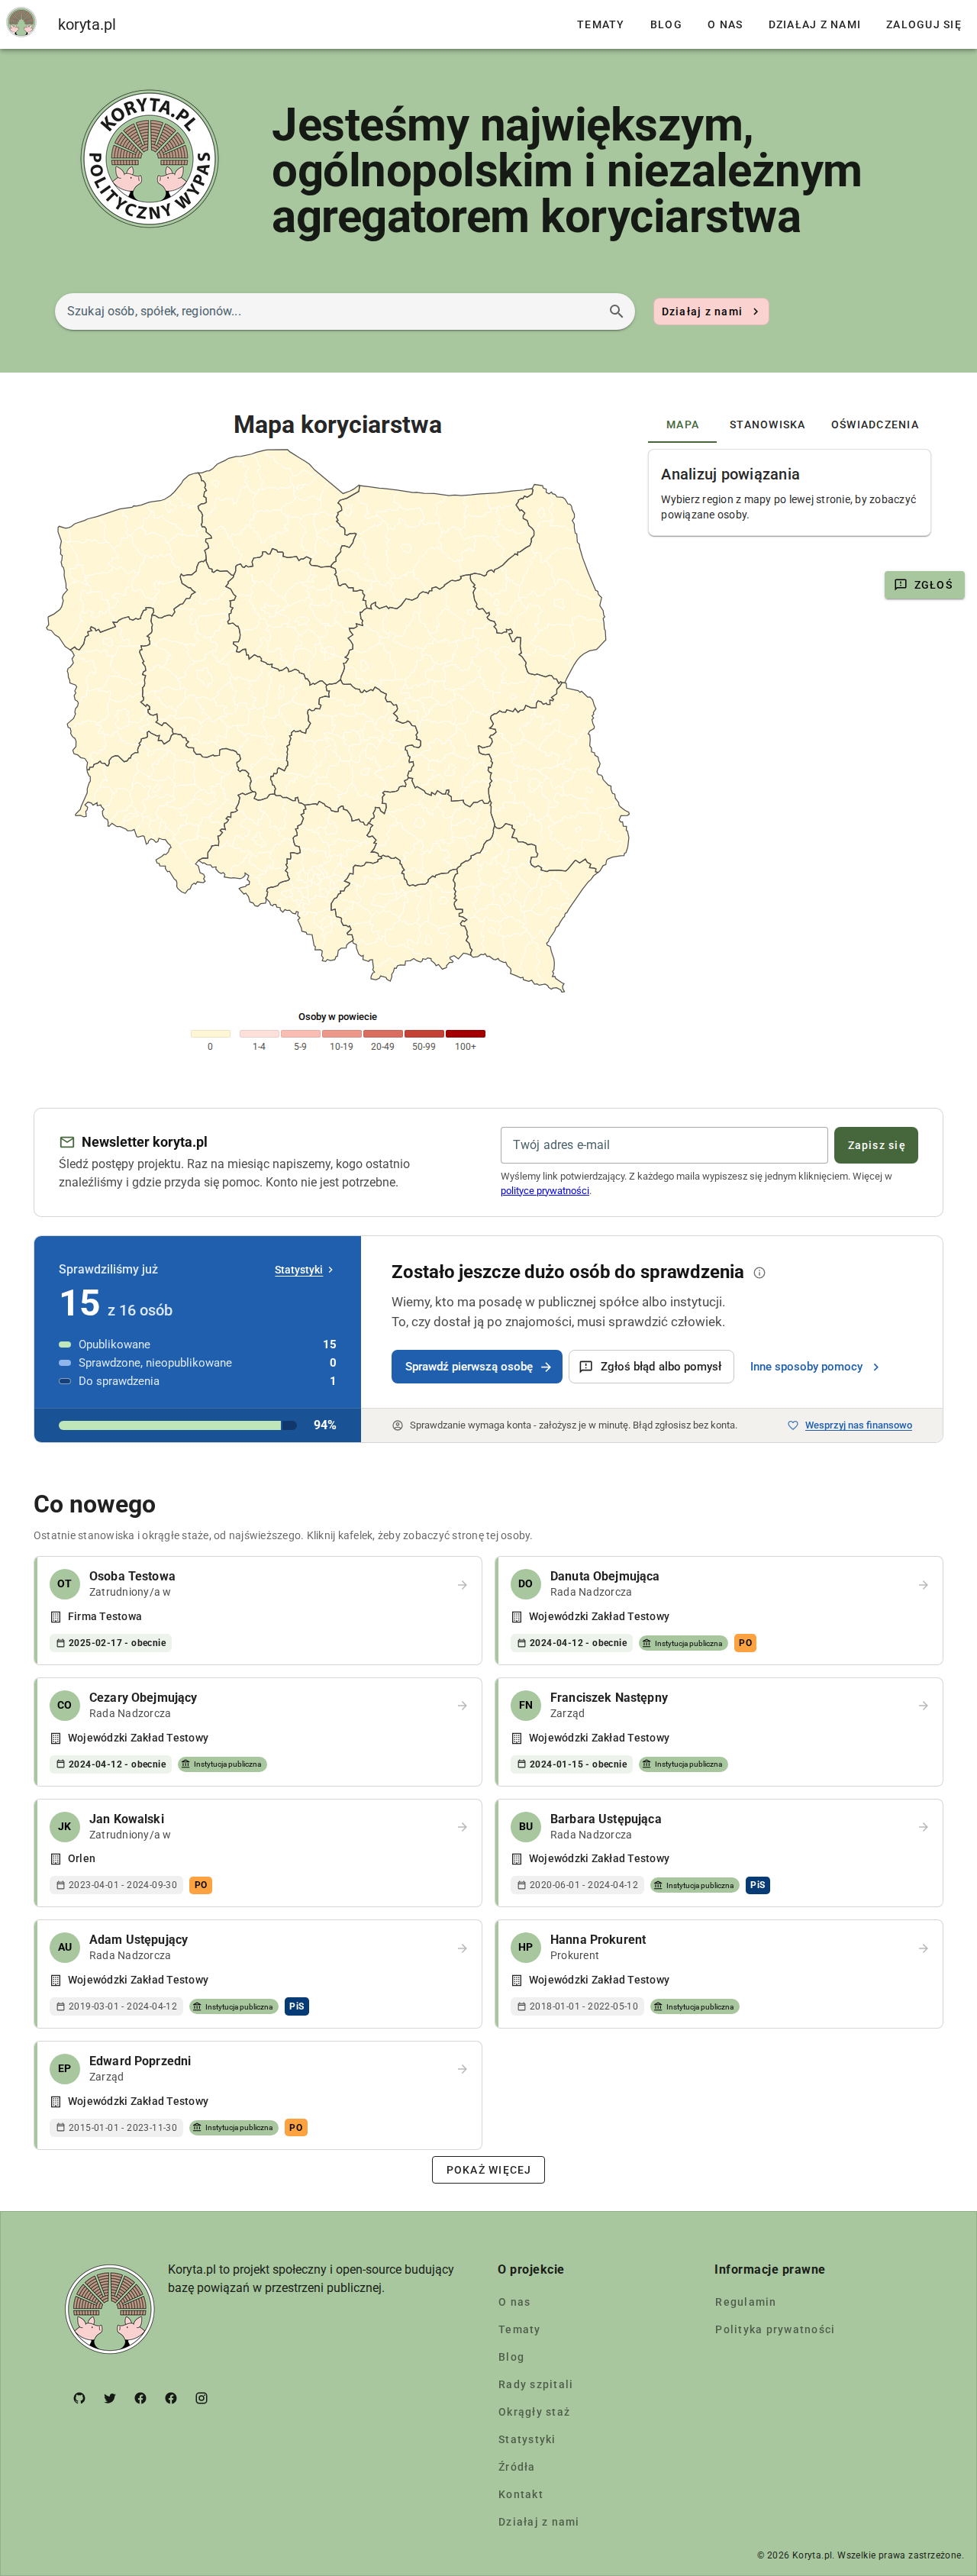 koryta.pl
TEMATY
BLOG
O NAS
DZIAŁAJ Z NAMI
ZALOGUJ SIĘ
KORYTA.PL
POLITYCZNY WYPAS
Jesteśmy największym,
ogólnopolskim i niezależnym
agregatorem koryciarstwa
Szukaj osób, spółek, regionów...
Działaj z nami
Mapa koryciarstwa
MAPA
STANOWISKA
OŚWIADCZENIA
Analizuj powiązania
Wybierz region z mapy po lewej stronie, by zobaczyć
powiązane osoby.
ZGŁOŚ
Osoby w powiecie
0 1-4 5-9 10-19 20-49 50-99 100+
Newsletter koryta.pl
Śledź postępy projektu. Raz na miesiąc napiszemy, kogo ostatnio
znaleźliśmy i gdzie przyda się pomoc. Konto nie jest potrzebne.
Twój adres e-mail
Zapisz się
Wyślemy link potwierdzający. Z każdego maila wypiszesz się jednym kliknięciem. Więcej w
polityce prywatności.
Sprawdziliśmy już
Statystyki
15 z 16 osób
Opublikowane 15
Sprawdzone, nieopublikowane 0
Do sprawdzenia 1
94%
Zostało jeszcze dużo osób do sprawdzenia
Wiemy, kto ma posadę w publicznej spółce albo instytucji.
To, czy dostał ją po znajomości, musi sprawdzić człowiek.
Sprawdź pierwszą osobę
Zgłoś błąd albo pomysł
Inne sposoby pomocy
Sprawdzanie wymaga konta - założysz je w minutę. Błąd zgłosisz bez konta.
Wesprzyj nas finansowo
Co nowego
Ostatnie stanowiska i okrągłe staże, od najświeższego. Kliknij kafelek, żeby zobaczyć stronę tej osoby.
OT
Osoba Testowa
Zatrudniony/a w
Firma Testowa
2025-02-17 - obecnie
DO
Danuta Obejmująca
Rada Nadzorcza
Wojewódzki Zakład Testowy
2024-04-12 - obecnie
Instytucja publiczna
PO
CO
Cezary Obejmujący
Rada Nadzorcza
Wojewódzki Zakład Testowy
2024-04-12 - obecnie
Instytucja publiczna
FN
Franciszek Następny
Zarząd
Wojewódzki Zakład Testowy
2024-01-15 - obecnie
Instytucja publiczna
JK
Jan Kowalski
Zatrudniony/a w
Orlen
2023-04-01 - 2024-09-30
PO
BU
Barbara Ustępująca
Rada Nadzorcza
Wojewódzki Zakład Testowy
2020-06-01 - 2024-04-12
Instytucja publiczna
PiS
AU
Adam Ustępujący
Rada Nadzorcza
Wojewódzki Zakład Testowy
2019-03-01 - 2024-04-12
Instytucja publiczna
PiS
HP
Hanna Prokurent
Prokurent
Wojewódzki Zakład Testowy
2018-01-01 - 2022-05-10
Instytucja publiczna
EP
Edward Poprzedni
Zarząd
Wojewódzki Zakład Testowy
2015-01-01 - 2023-11-30
Instytucja publiczna
PO
POKAŻ WIĘCEJ
Koryta.pl to projekt społeczny i open-source budujący
bazę powiązań w przestrzeni publicznej.
O projekcie
O nas
Tematy
Blog
Rady szpitali
Okrągły staż
Statystyki
Źródła
Kontakt
Działaj z nami
Informacje prawne
Regulamin
Polityka prywatności
© 2026 Koryta.pl. Wszelkie prawa zastrzeżone.